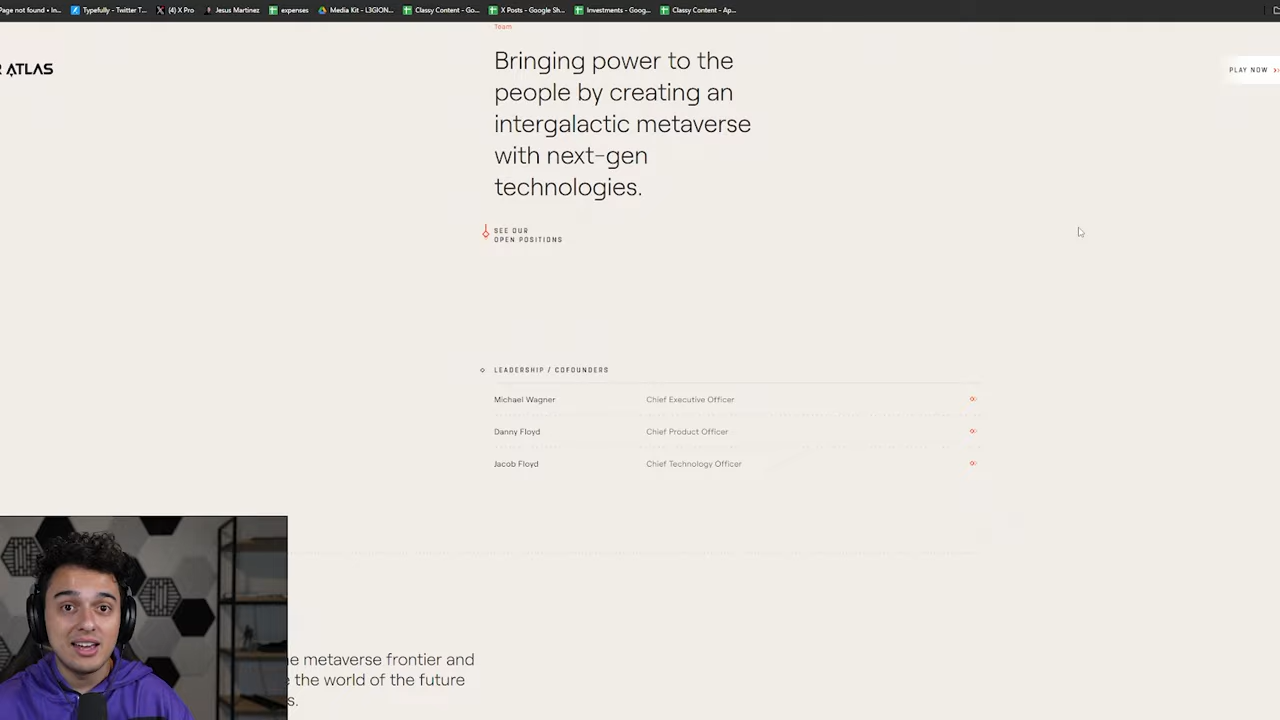 Page not found < In...
Typefully - Twitter T...
(4) X Pro
Jesus Martinez
expenses
Media Kit - L3GION...
Classy Content - Go...
X Posts - Google Sh...
Investments - Goog...
Classy Content - Ap...
Team
Bringing power to the
people by creating an
intergalactic metaverse
with next-gen
technologies.
R ATLAS
PLAY NOW
SEE OUR
OPEN POSITIONS
LEADERSHIP / COFOUNDERS
Michael Wagner Chief Executive Officer
Danny Floyd Chief Product Officer
Jacob Floyd Chief Technology Officer
e metaverse frontier and
the world of the future
s.